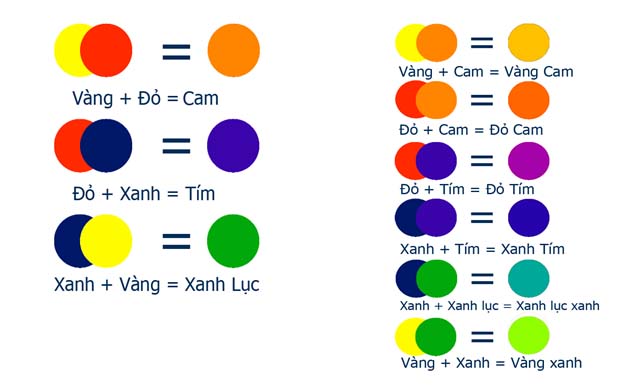 Vàng + Đỏ = Cam
Đỏ + Xanh = Tím
Xanh + Vàng = Xanh Lục
Vàng + Cam = Vàng Cam
Đỏ + Cam = Đỏ Cam
Đỏ + Tím = Đỏ Tím
Xanh + Tím = Xanh Tím
Xanh + Xanh lục = Xanh lục xanh
Vàng + Xanh = Vàng xanh